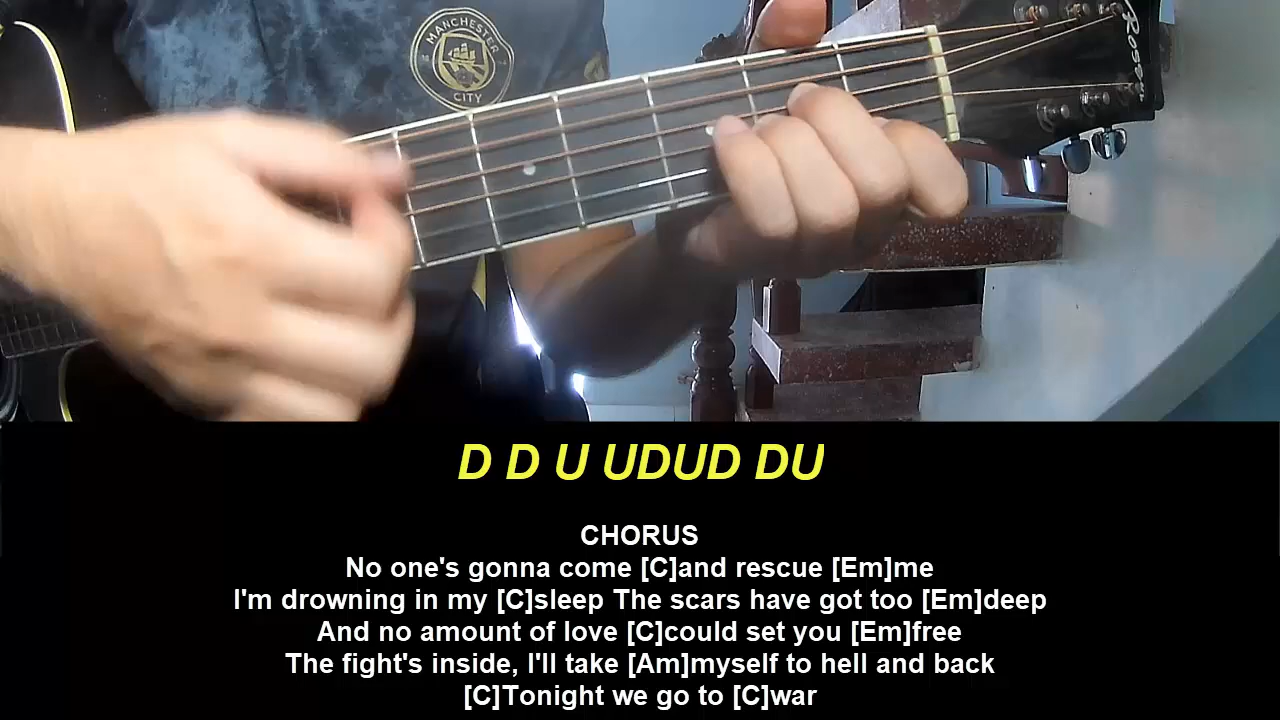 MANCHESTER
CITY
Rosen
D D U UDUD DU
CHORUS
No one's gonna come [C]and rescue [Em]me
I'm drowning in my [C]sleep The scars have got too [Em]deep
And no amount of love [C]could set you [Em]free
The fight's inside, I'll take [Am]myself to hell and back
[C]Tonight we go to [C]war